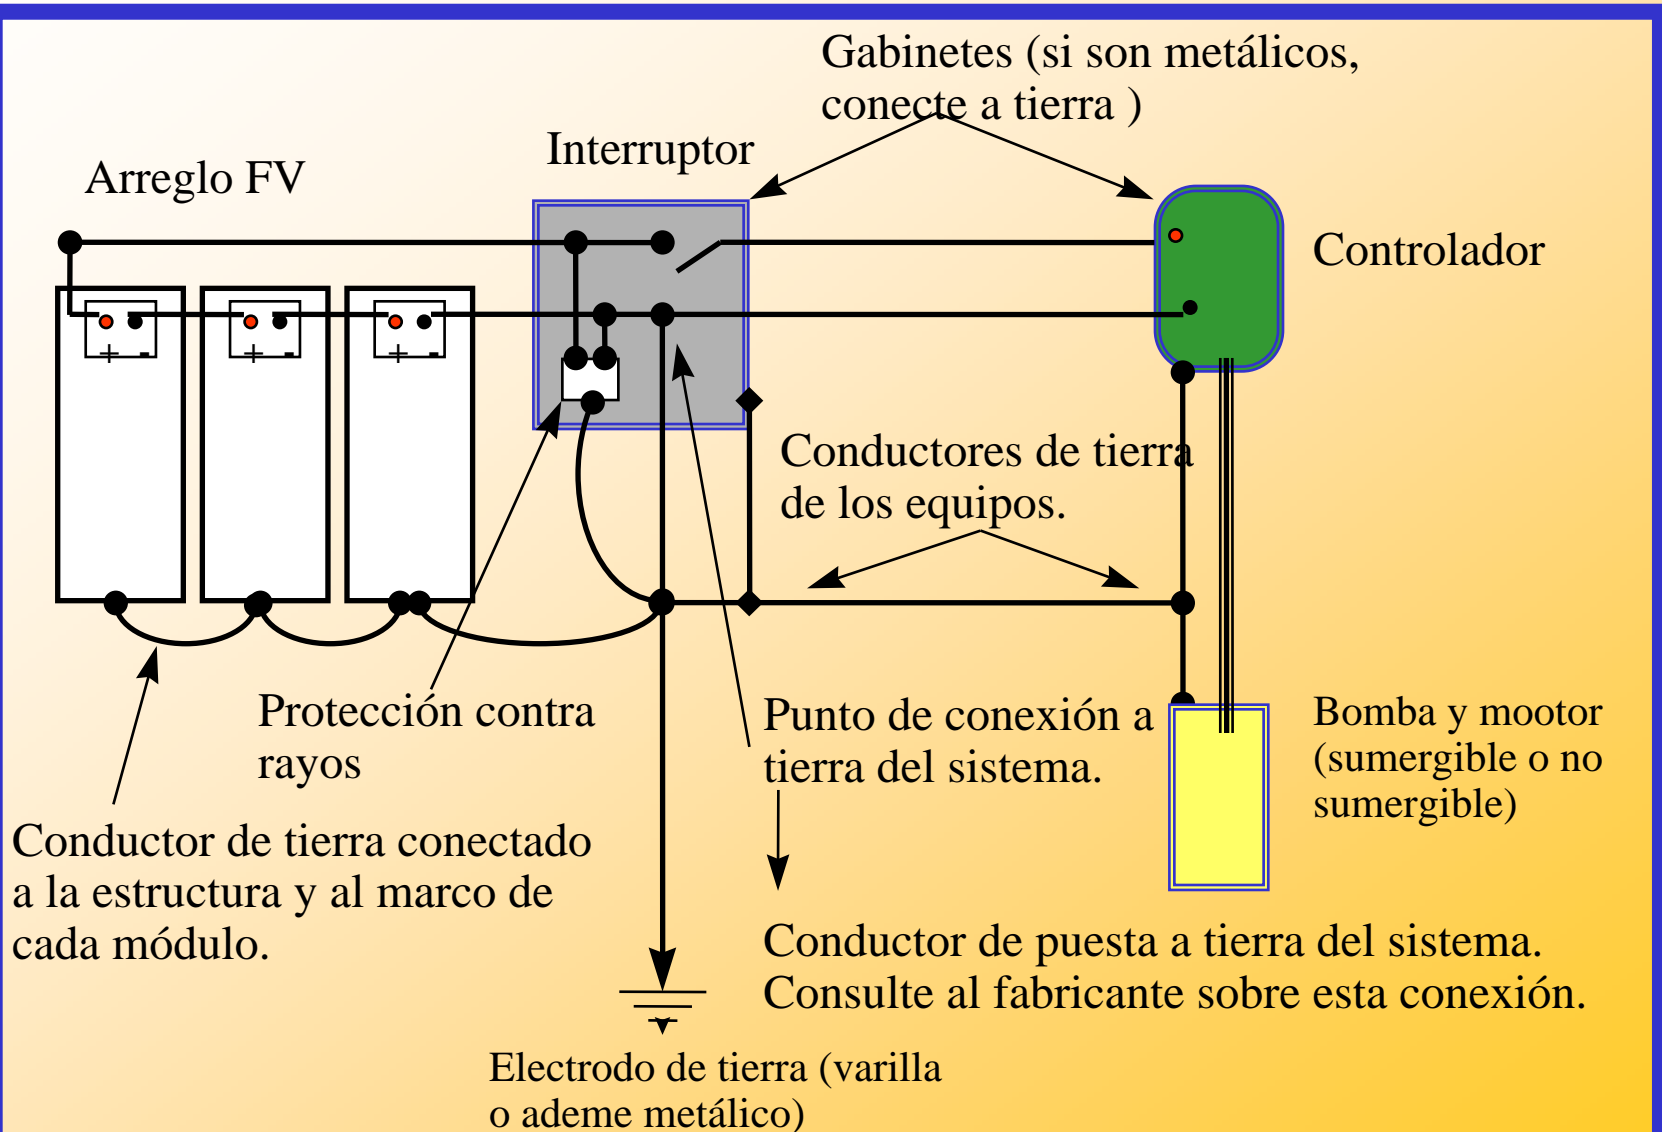 Gabinetes (si son metálicos,
conecte a tierra )
Interruptor
Arreglo FV
Controlador
+ -
+ -
+ -
Conductores de tierra
de los equipos.
Protección contra
rayos
Punto de conexión a
tierra del sistema.
Bomba y mootor
(sumergible o no
sumergible)
Conductor de tierra conectado
a la estructura y al marco de
cada módulo.
Conductor de puesta a tierra del sistema.
Consulte al fabricante sobre esta conexión.
Electrodo de tierra (varilla
o ademe metálico)